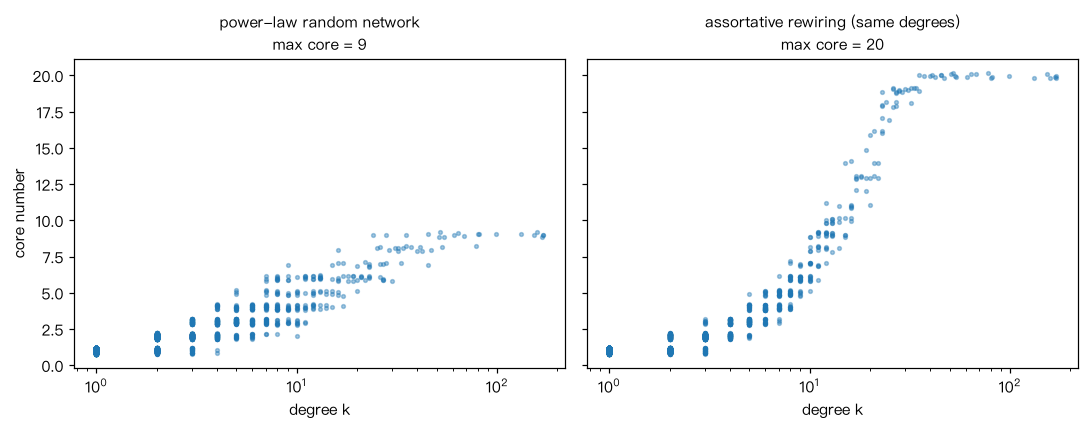 power–law random network
max core = 9
assortative rewiring (same degrees)
max core = 20
core number
20.0
17.5
15.0
12.5
10.0
7.5
5.0
2.5
0.0
10⁰
10¹
10²
degree k
10⁰
10¹
10²
degree k